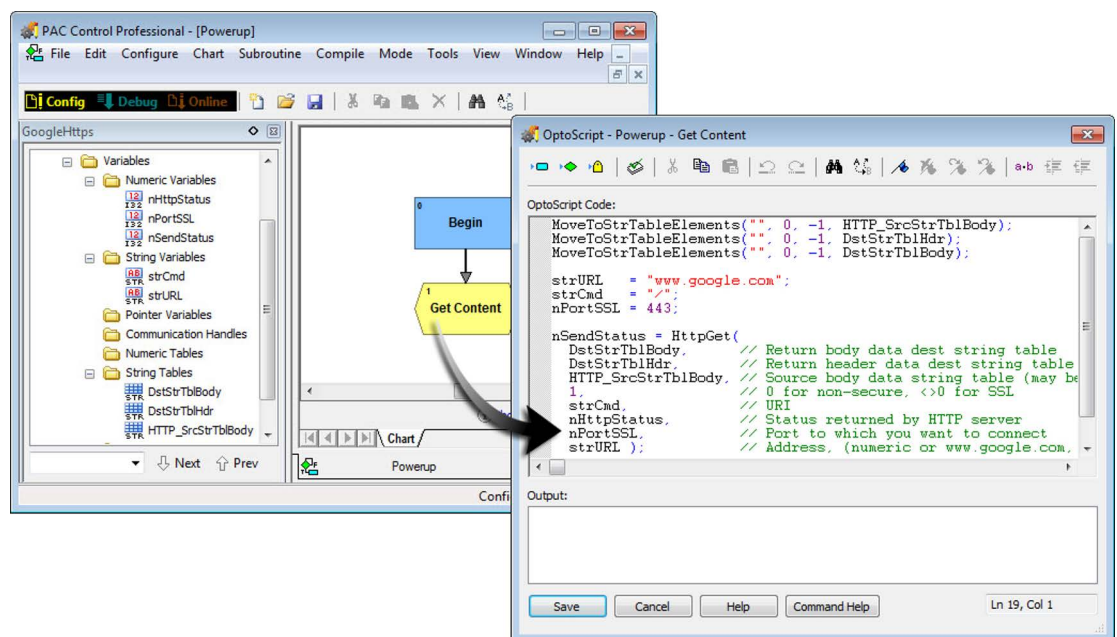 PAC Control Professional - [Powerup]
File Edit Configure Chart Subroutine Compile Mode Tools View Window Help
Config Debug Online
GoogleHttps
Variables
Numeric Variables
nHttpStatus
nPortSSL
nSendStatus
String Variables
strCmd
strURL
Pointer Variables
Communication Handles
Numeric Tables
String Tables
DstStrTblBody
DstStrTblHdr
HTTP_SrcStrTblBody
Next Prev
0
Begin
1
Get Content
Chart
Powerup
OptoScript - Powerup - Get Content
OptoScript Code:
MoveToStrTableElements("", 0, -1, HTTP_SrcStrTblBody);
MoveToStrTableElements("", 0, -1, DstStrTblHdr);
MoveToStrTableElements("", 0, -1, DstStrTblBody);
strURL = "www.google.com";
strCmd = "/";
nPortSSL = 443;
nSendStatus = HttpGet(
DstStrTblBody, // Return body data dest string table
DstStrTblHdr, // Return header data dest string table
HTTP_SrcStrTblBody, // Source body data string table (may be
1, // 0 for non-secure, <>0 for SSL
strCmd, // URI
nHttpStatus, // Status returned by HTTP server
nPortSSL, // Port to which you want to connect
strURL ); // Address, (numeric or www.google.com,
Output:
Save Cancel Help Command Help Ln 19, Col 1